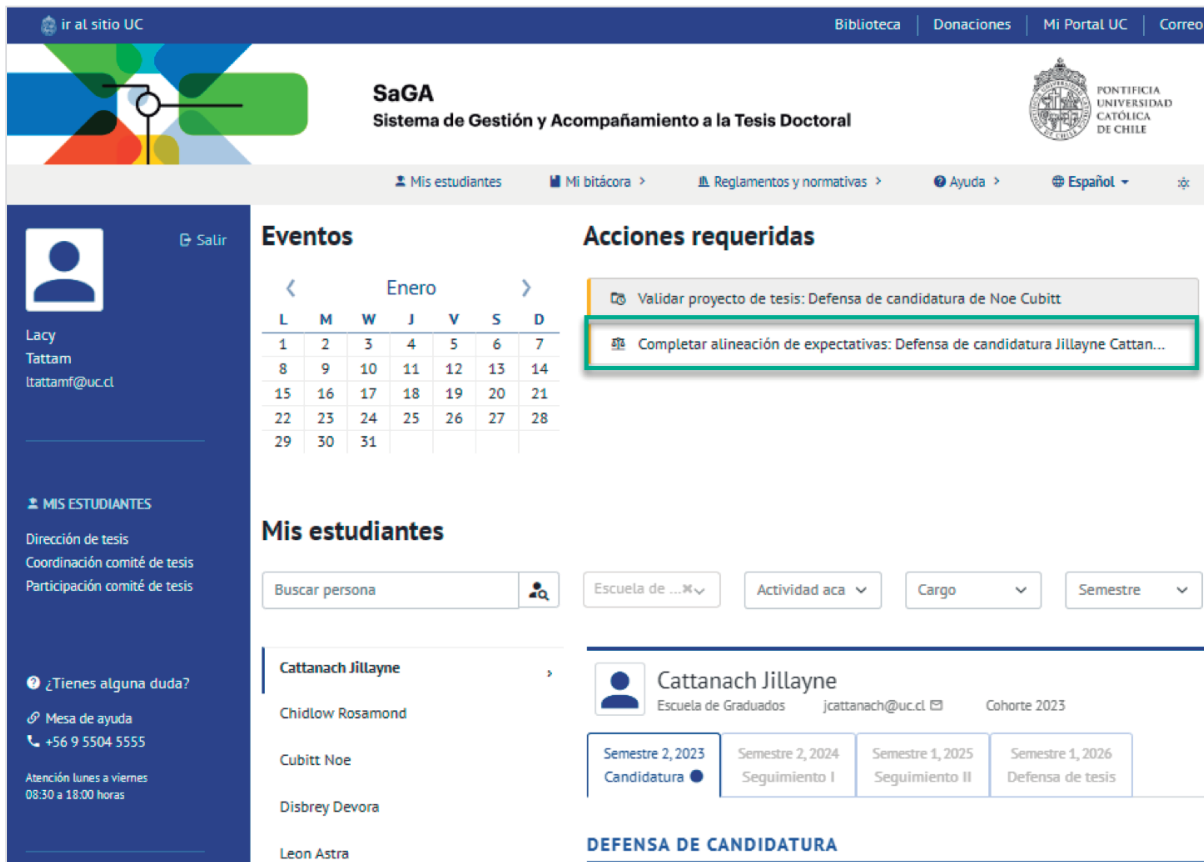 ir al sitio UC
Biblioteca
Donaciones
Mi Portal UC
Correo
SaGA
Sistema de Gestión y Acompañamiento a la Tesis Doctoral
PONTIFICIA
UNIVERSIDAD
CATÓLICA
DE CHILE
Mis estudiantes
Mi bitácora >
Reglamentos y normativas >
Ayuda >
Español
Salir
Lacy
Tattam
ltattamf@uc.cl
MIS ESTUDIANTES
Dirección de tesis
Coordinación comité de tesis
Participación comité de tesis
¿Tienes alguna duda?
Mesa de ayuda
+56 9 5504 5555
Atención lunes a viernes
08:30 a 18:00 horas
Eventos
Enero
L M W J V S D
1 2 3 4 5 6 7
8 9 10 11 12 13 14
15 16 17 18 19 20 21
22 23 24 25 26 27 28
29 30 31
Acciones requeridas
Validar proyecto de tesis: Defensa de candidatura de Noe Cubitt
Completar alineación de expectativas: Defensa de candidatura Jillayne Cattan...
Mis estudiantes
Buscar persona
Escuela de ...
Actividad aca
Cargo
Semestre
Cattanach Jillayne
Chidlow Rosamond
Cubitt Noe
Disbrey Devora
Leon Astra
Cattanach Jillayne
Escuela de Graduados jcattanach@uc.cl Cohorte 2023
Semestre 2, 2023
Candidatura
Semestre 2, 2024
Seguimiento I
Semestre 1, 2025
Seguimiento II
Semestre 1, 2026
Defensa de tesis
DEFENSA DE CANDIDATURA